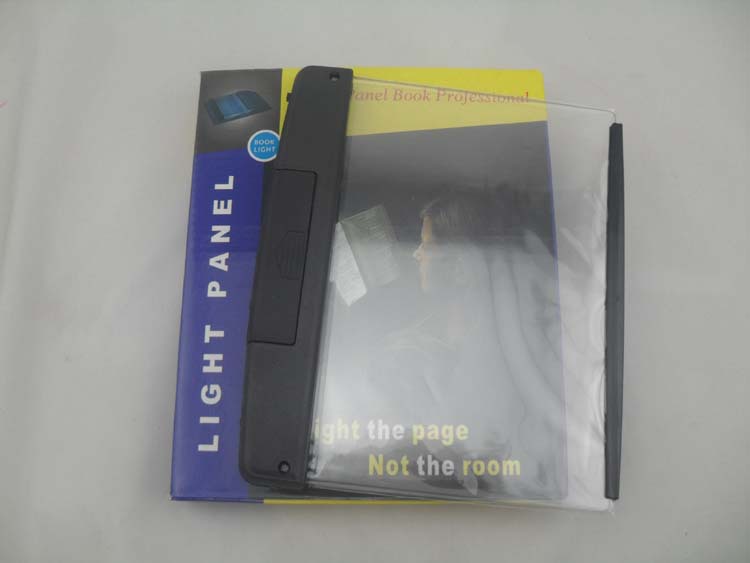 Panel Book Professional
BOOK
LIGHT
LIGHT PANEL
ight the page
Not the room